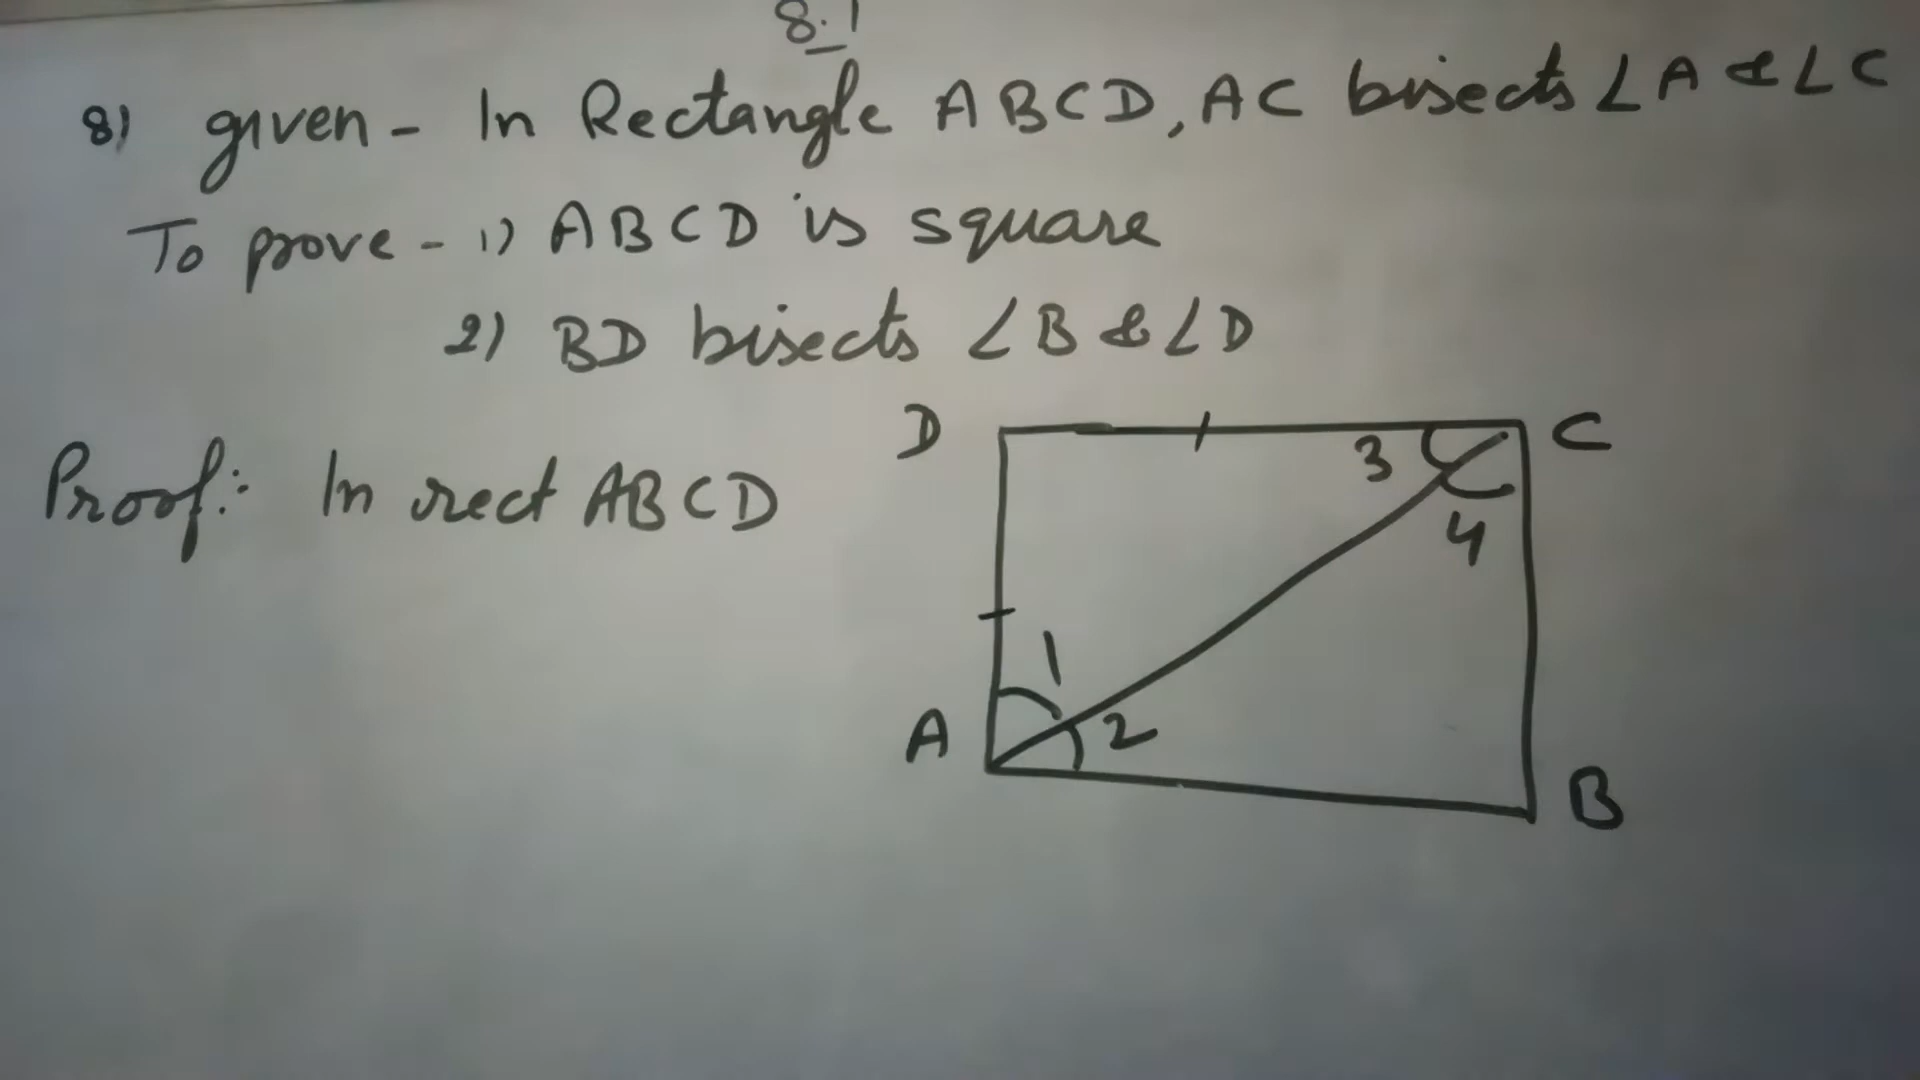 8.1
8) given - In Rectangle ABCD, AC bisects ∠A & ∠C
To prove - 1) ABCD is square
2) BD bisects ∠B & ∠D
Proof:- In rect ABCD
D
C
3
4
1
A
2
B